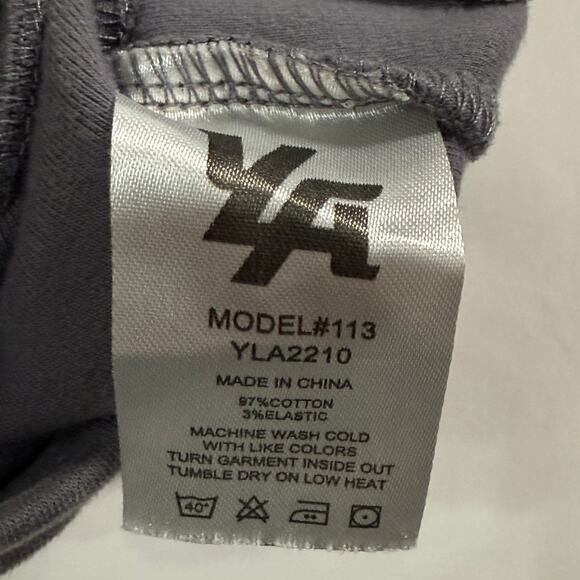 YLA
MODEL#113
YLA2210
MADE IN CHINA
97%COTTON
3%ELASTIC
MACHINE WASH COLD
WITH LIKE COLORS
TURN GARMENT INSIDE OUT
TUMBLE DRY ON LOW HEAT
40°